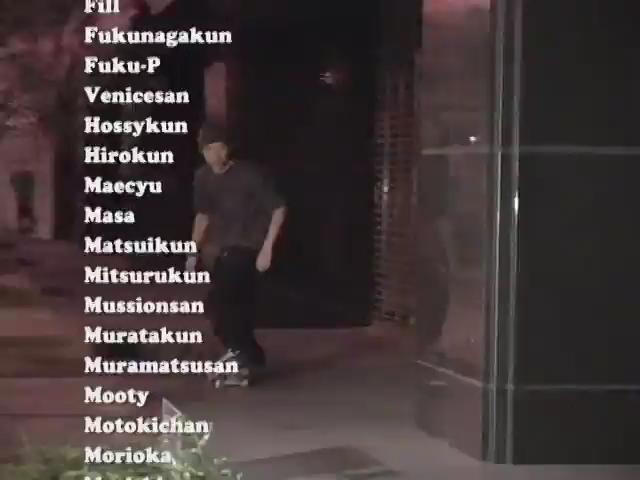 Fill
Fukunagakun
Fuku-P
Venicesan
Hossykun
Hirokun
Maecyu
Masa
Matsuikun
Mitsurukun
Mussionsan
Muratakun
Muramatsusan
Mooty
Motokichan
Morioka